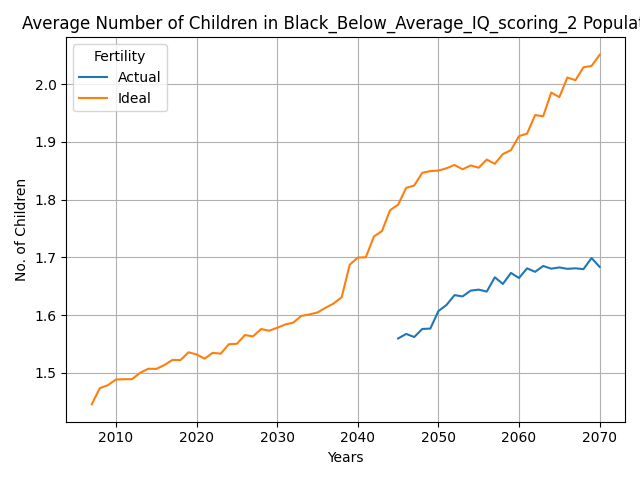 Average Number of Children in Black_Below_Average_IQ_scoring_2 Populat
Fertility
Actual
Ideal
No. of Children
2.0
1.9
1.8
1.7
1.6
1.5
2010 2020 2030 2040 2050 2060 2070
Years